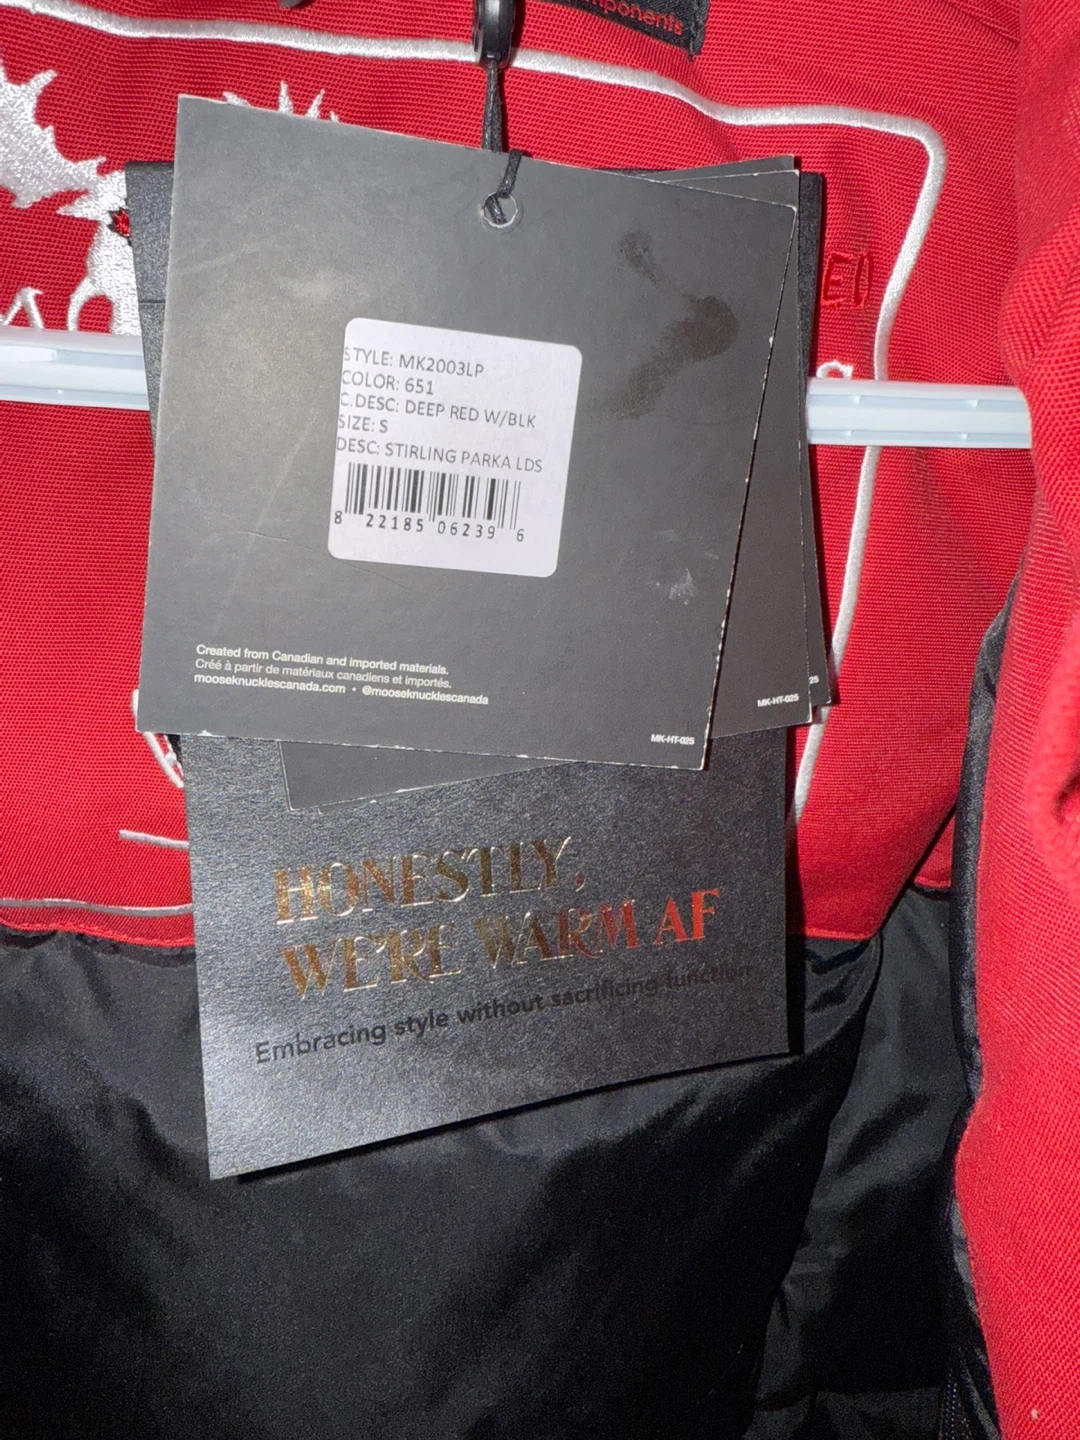 STYLE: MK2003LP
COLOR: 651
C.DESC: DEEP RED W/BLK
SIZE: S
DESC: STIRLING PARKA LDS
8 22185 06239 6
Created from Canadian and imported materials.
Créé à partir de matériaux canadiens et importés.
mooseknucklescanada.com • @mooseknucklescanada
MK-HT-025
MK-HT-025
25
HONESTLY,
WE'RE WARM AF
Embracing style without sacrificing function